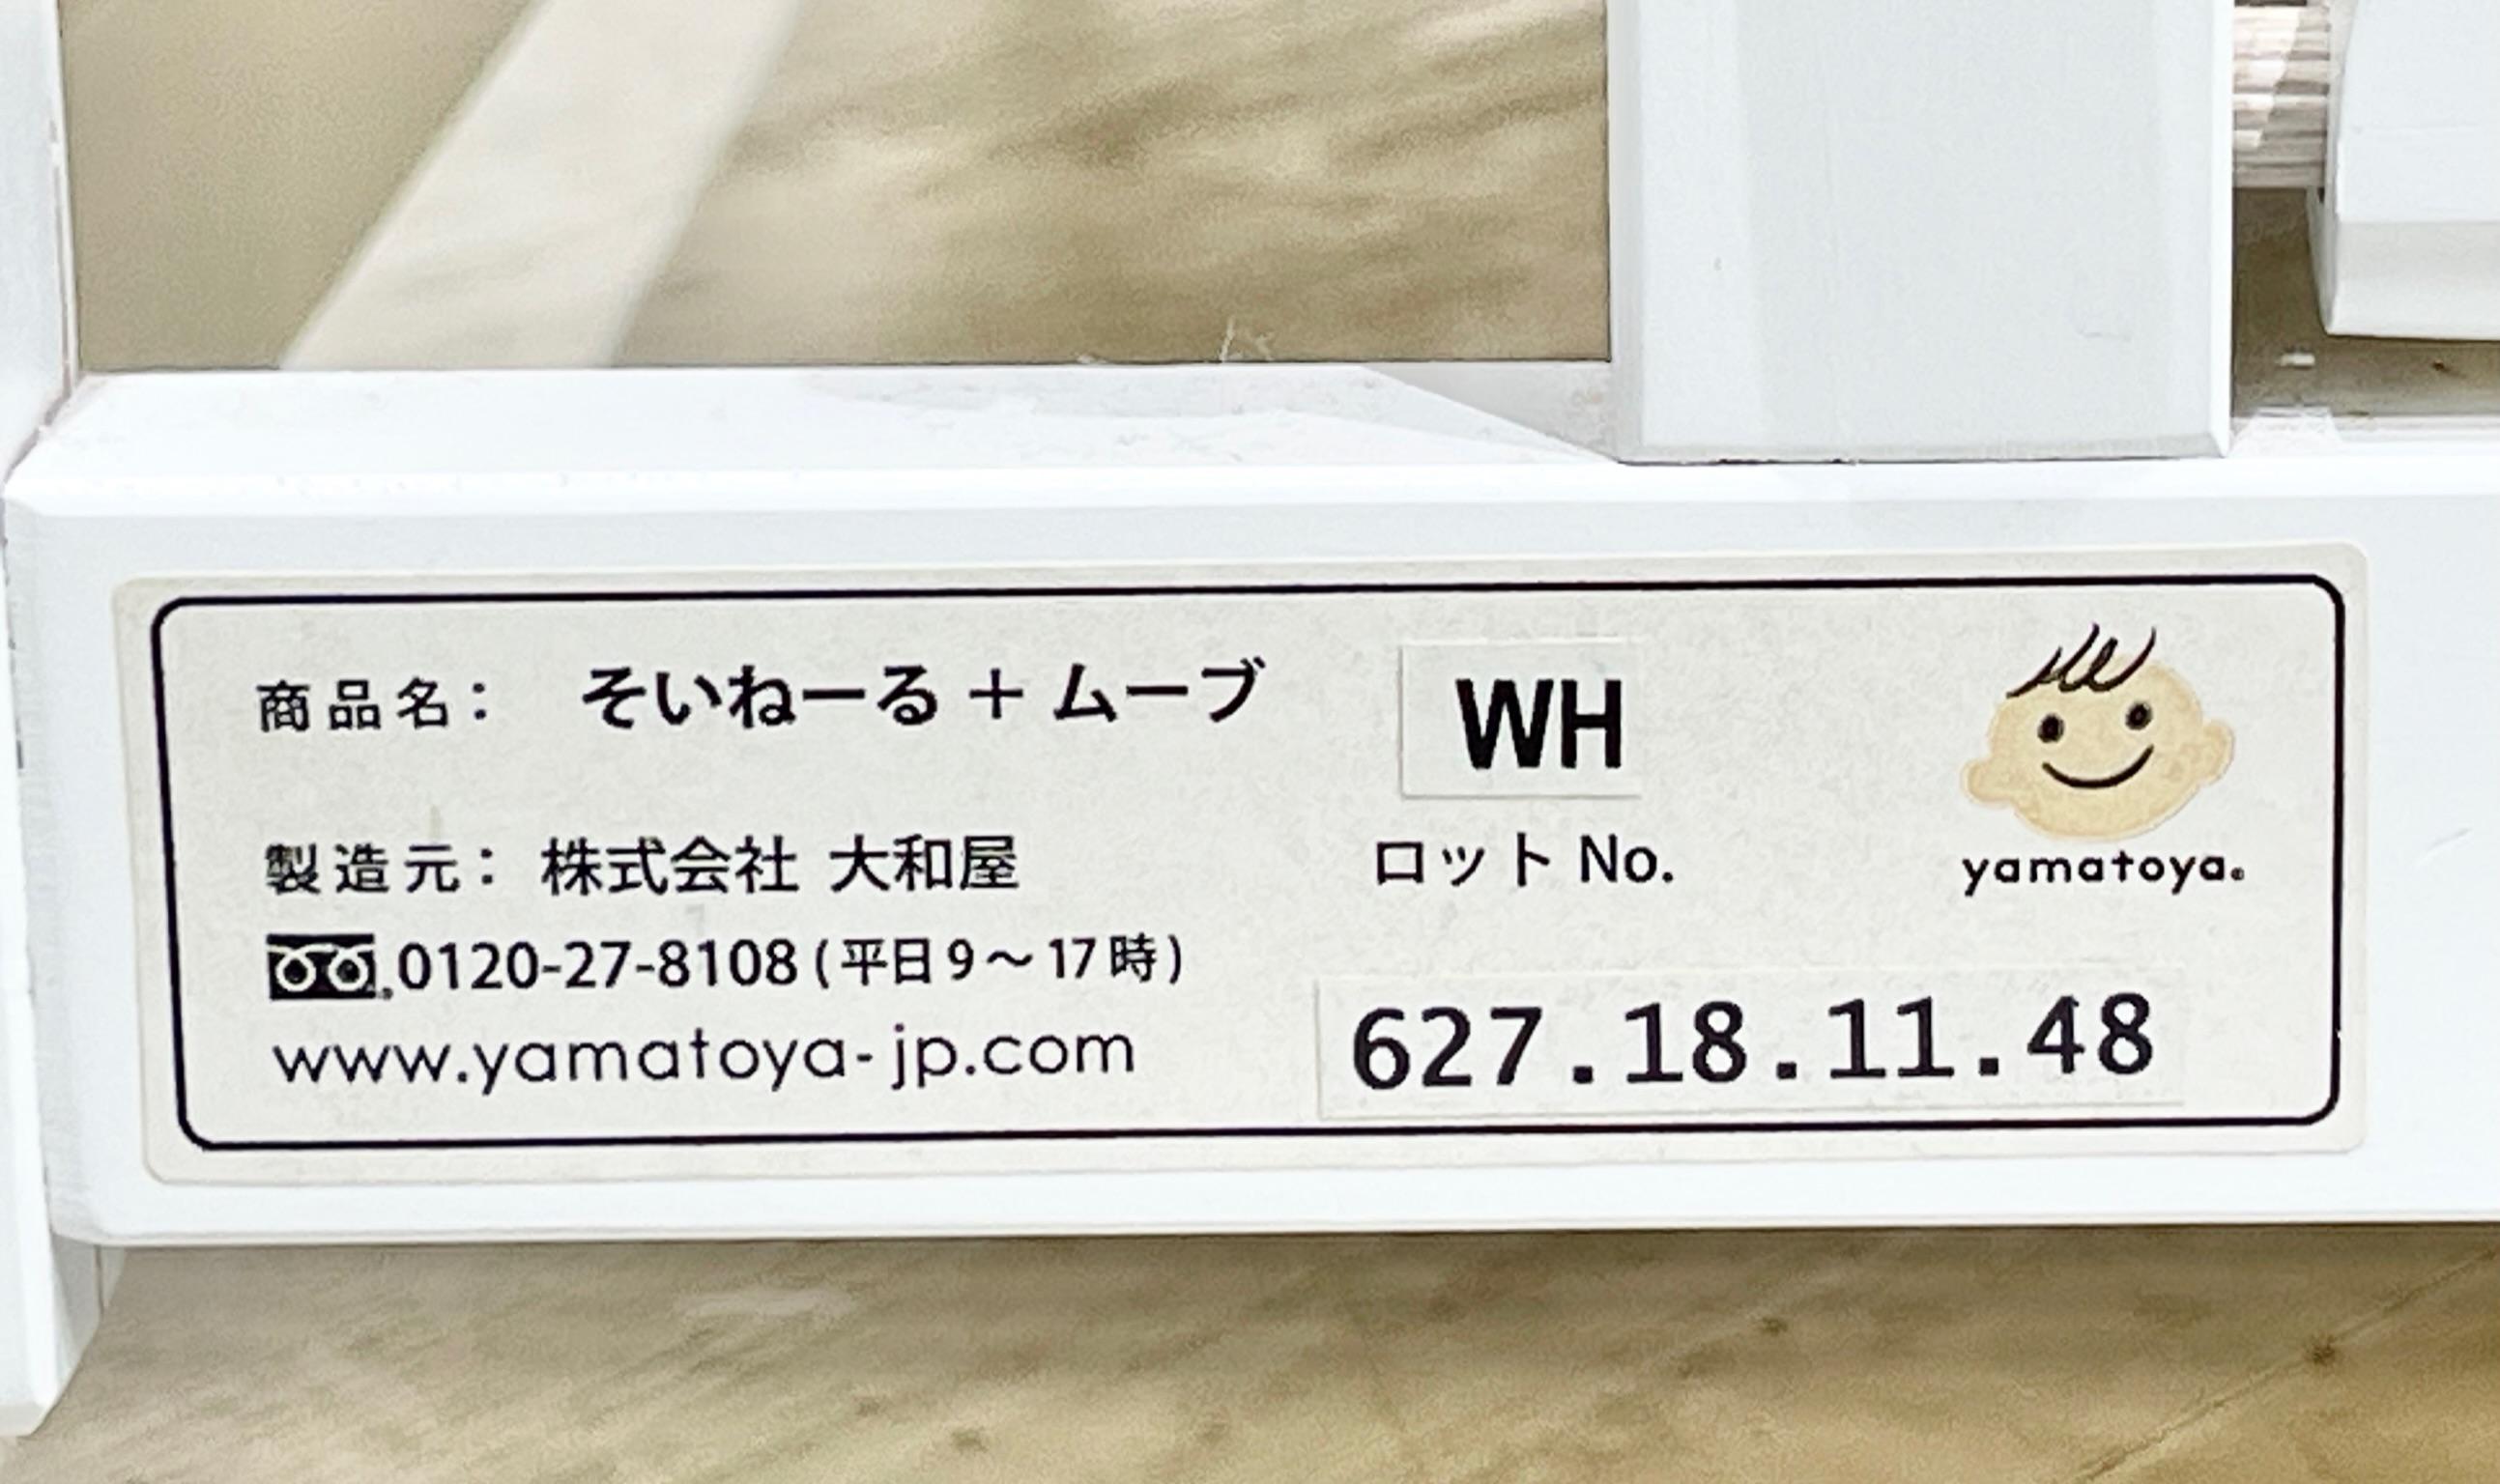 商品名： そいねーる＋ムーブ
WH
製造元： 株式会社 大和屋
ロット No.
yamatoya®
0120-27-8108 (平日9～17時)
www.yamatoya-jp.com
627.18.11.48